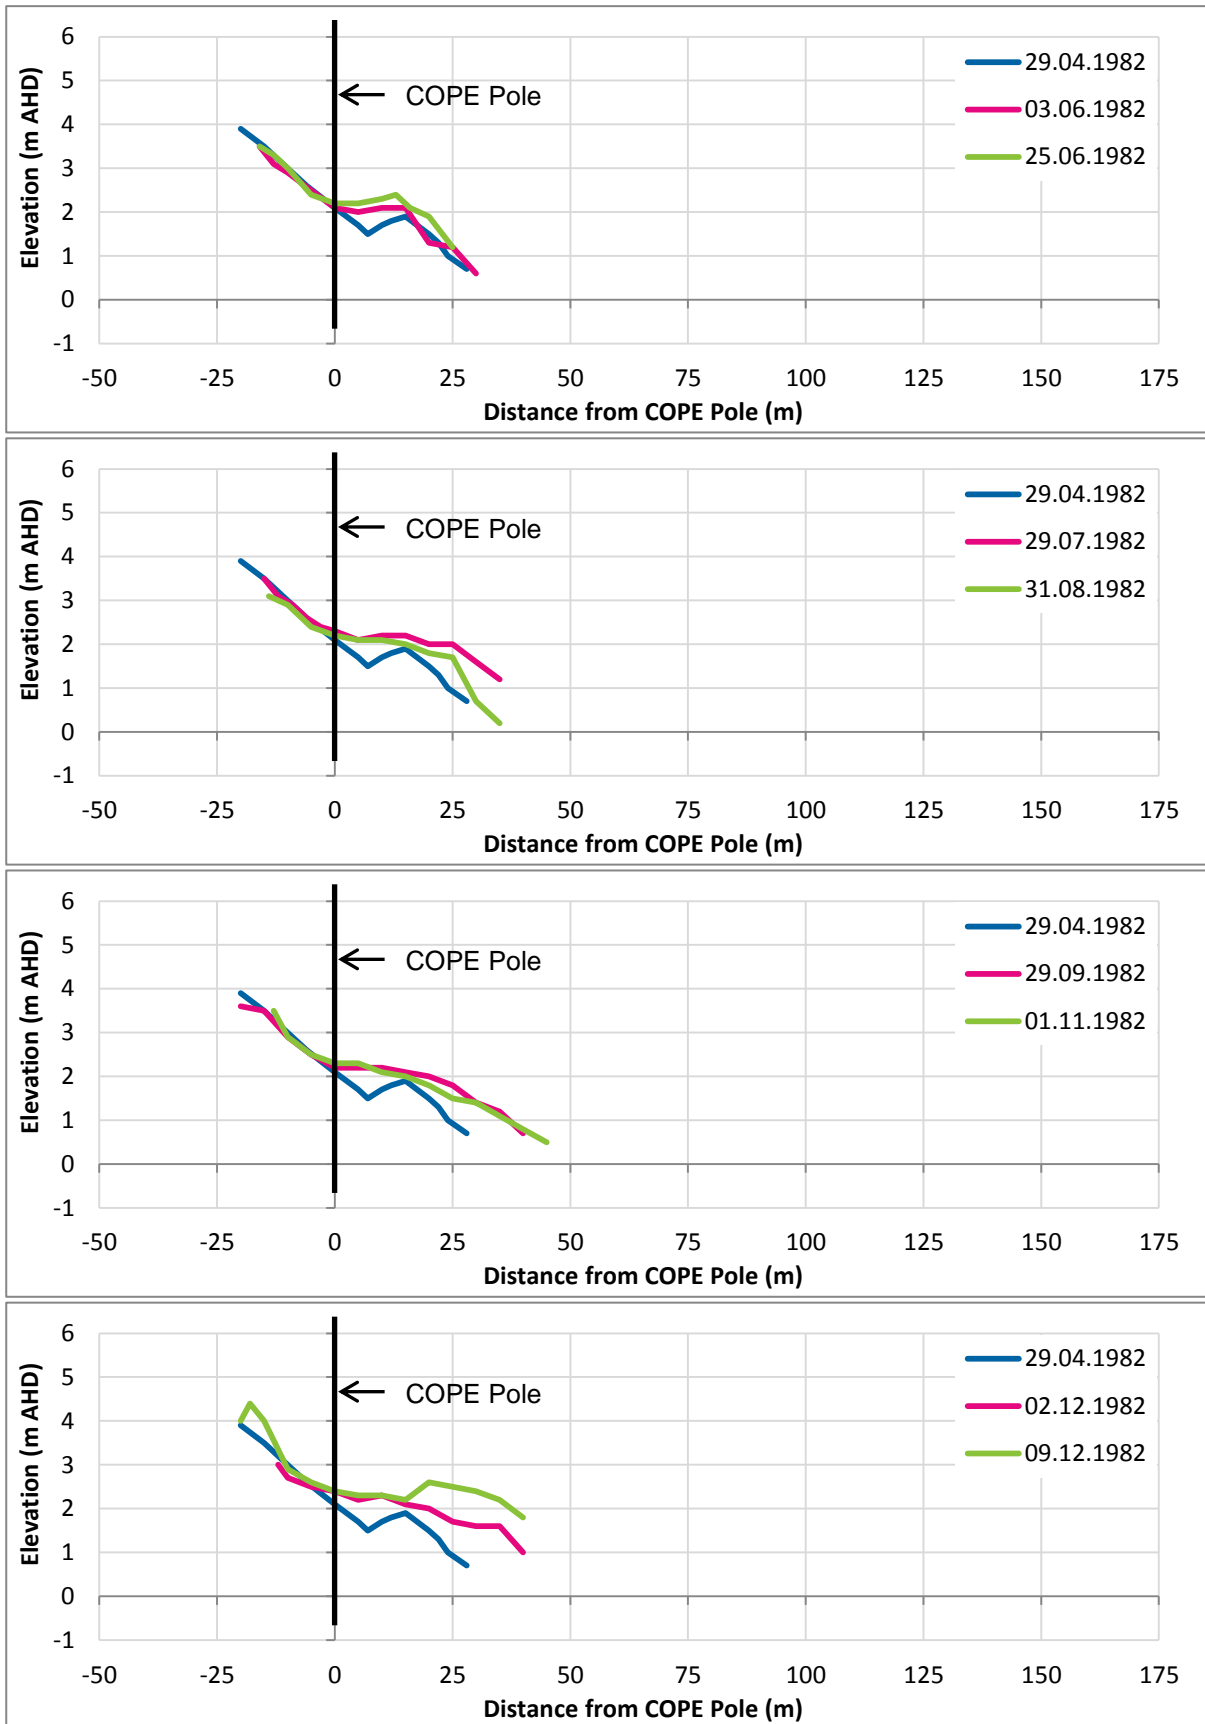 6
5
4
3
2
1
0
-1
Elevation (m AHD)
COPE Pole
29.04.1982
03.06.1982
25.06.1982
-50 -25 0 25 50 75 100 125 150 175
Distance from COPE Pole (m)
6
5
4
3
2
1
0
-1
Elevation (m AHD)
COPE Pole
29.04.1982
29.07.1982
31.08.1982
-50 -25 0 25 50 75 100 125 150 175
Distance from COPE Pole (m)
6
5
4
3
2
1
0
-1
Elevation (m AHD)
COPE Pole
29.04.1982
29.09.1982
01.11.1982
-50 -25 0 25 50 75 100 125 150 175
Distance from COPE Pole (m)
6
5
4
3
2
1
0
-1
Elevation (m AHD)
COPE Pole
29.04.1982
02.12.1982
09.12.1982
-50 -25 0 25 50 75 100 125 150 175
Distance from COPE Pole (m)